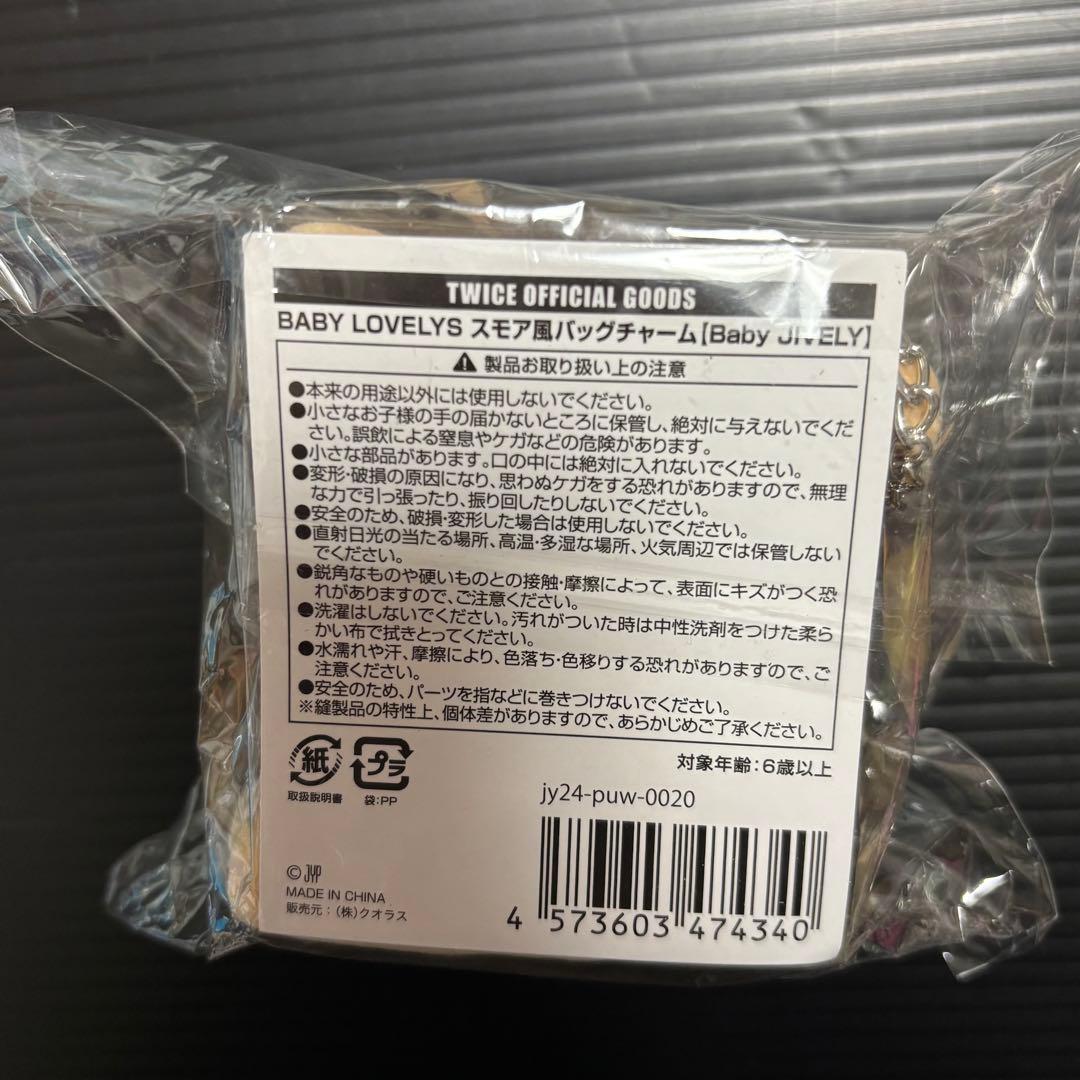 TWICE OFFICIAL GOODS
BABY LOVELYS スモア風バッグチャーム【Baby JIVELY】
製品お取り扱い上の注意
●本来の用途以外には使用しないでください。
●小さなお子様の手の届かないところに保管し、絶対に与えないでくだ
さい。誤飲による窒息やケガなどの危険があります。
●小さな部品があります。口の中には絶対に入れないでください。
●変形・破損の原因になり、思わぬケガをする恐れがありますので、無理
な力で引っ張ったり、振り回したりしないでください。
●安全のため、破損・変形した場合は使用しないでください。
●直射日光の当たる場所、高温・多湿な場所、火気周辺では保管しない
でください。
●鋭角なものや硬いものとの接触・摩擦によって、表面にキズがつく恐
れがありますので、ご注意ください。
●洗濯はしないでください。汚れがついた時は中性洗剤をつけた柔ら
かい布で拭きとってください。
●水濡れや汗、摩擦により、色落ち・色移りする恐れがありますので、ご
注意ください。
●安全のため、パーツを指などに巻きつけないでください。
※縫製品の特性上、個体差がありますので、あらかじめご了承ください。
対象年齢:6歳以上
紙 プラ
取扱説明書 袋:PP
jy24-puw-0020
© JYP
MADE IN CHINA
販売元:(株)クオラス
4 573603 474340